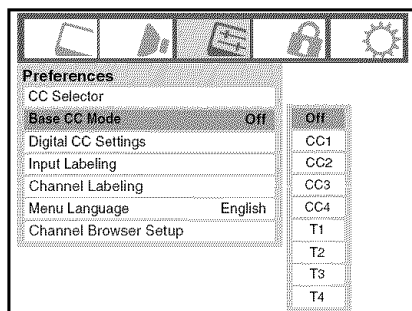 Preferences
CC Selector
Base CC Mode Off
Digital CC Settings
Input Labeling
Channel Labeling
Menu Language English
Channel Browser Setup
Off
CC1
CC2
CC3
CC4
T1
T2
T3
T4